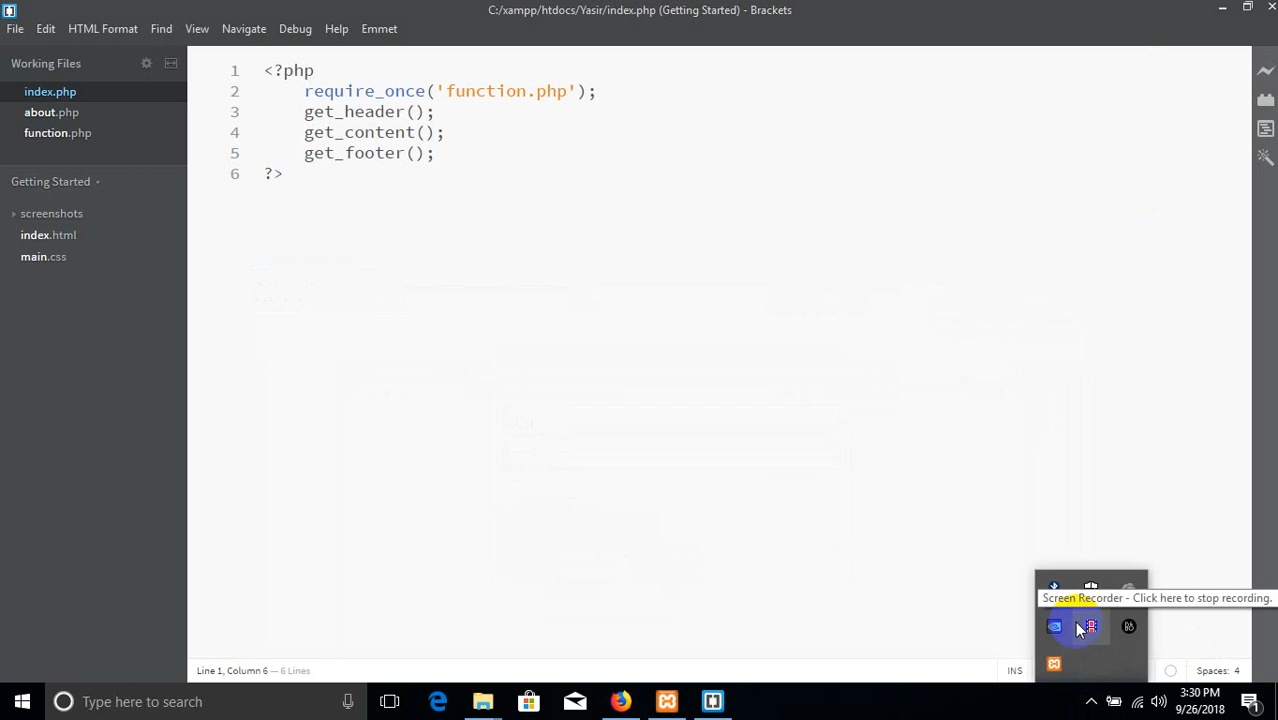 C:/xampp/htdocs/Yasir/index.php (Getting Started) - Brackets
File Edit HTML Format Find View Navigate Debug Help Emmet
Working Files
index.php
about.php
function.php
Getting Started
screenshots
index.html
main.css
1 <?php
2 require_once('function.php');
3 get_header();
4 get_content();
5 get_footer();
6 ?>
Screen Recorder - Click here to stop recording.
Line 1, Column 6 — 6 Lines
INS
Spaces: 4
Type here to search
3:30 PM
9/26/2018
1